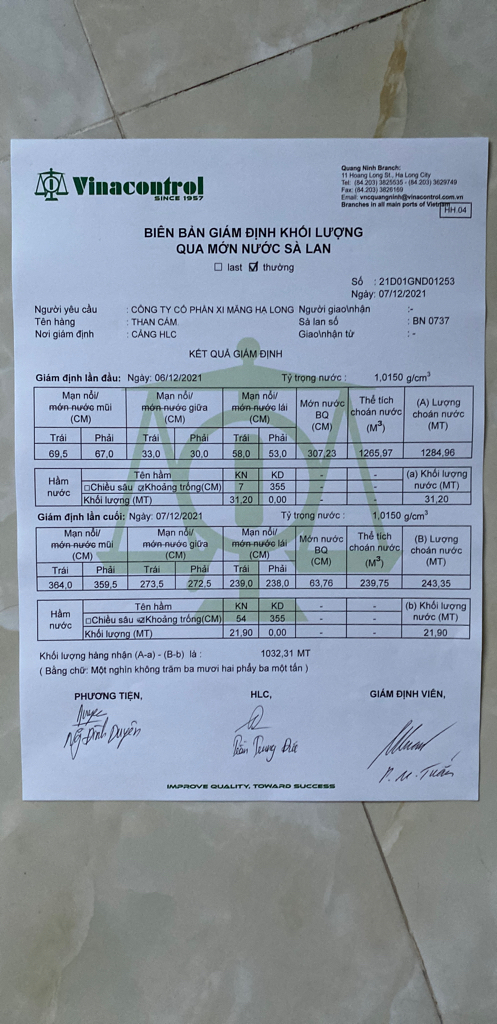 Vinacontrol
SINCE 1957
Quang Ninh Branch:
11 Hoang Long St., Ha Long City
Tel: (84.203) 3825535 - (84.203) 3629749
Fax: (84.203) 3826169
Email: vncquangninh@vinacontrol.com.vn
Branches in all main ports of Vietnam
HH.04
BIÊN BẢN GIÁM ĐỊNH KHỐI LƯỢNG
QUA MỚN NƯỚC SÀ LAN
☐ last ☑ thường
Số : 21D01GND01253
Ngày: 07/12/2021
Người yêu cầu : CÔNG TY CỔ PHẦN XI MĂNG HẠ LONG Người giao\nhận :-
Tên hàng : THAN CÁM. Sà lan số : BN 0737
Nơi giám định : CẢNG HLC Giao\nhận từ : -
KẾT QUẢ GIÁM ĐỊNH
Giám định lần đầu: Ngày: 06/12/2021 Tỷ trọng nước : 1,0150 g/cm³
Mạn nổi/ mớn nước mũi (CM) Mạn nổi/ mớn nước giữa (CM) Mạn nổi/ mớn nước lái (CM) Mớn nước BQ (CM) Thể tích choán nước (M³) (A) Lượng choán nước (MT)
Trái Phải Trái Phải Trái Phải
69,5 67,0 33,0 30,0 58,0 53,0 307,23 1265,97 1284,96
Hầm nước Tên hầm KN KD - - (a) Khối lượng nước (MT)
☐Chiều sâu ☑Khoảng trống(CM) 7 355 - -
Khối lượng (MT) 31,20 0,00 - - 31,20
Giám định lần cuối: Ngày: 07/12/2021 Tỷ trọng nước : 1,0150 g/cm³
Mạn nổi/ mớn nước mũi (CM) Mạn nổi/ mớn nước giữa (CM) Mạn nổi/ mớn nước lái (CM) Mớn nước BQ (CM) Thể tích choán nước (M³) (B) Lượng choán nước (MT)
Trái Phải Trái Phải Trái Phải
364,0 359,5 273,5 272,5 239,0 238,0 63,76 239,75 243,35
Hầm nước Tên hầm KN KD - - (b) Khối lượng nước (MT)
☐Chiều sâu ☑Khoảng trống(CM) 54 355 - -
Khối lượng (MT) 21,90 0,00 - - 21,90
Khối lượng hàng nhận (A-a) - (B-b) là : 1032,31 MT
( Bằng chữ: Một nghìn không trăm ba mươi hai phẩy ba một tấn )
PHƯƠNG TIỆN, HLC, GIÁM ĐỊNH VIÊN,
Ng Đình Duyên Trần Trung Đức P. M. Tuấn
IMPROVE QUALITY, TOWARD SUCCESS